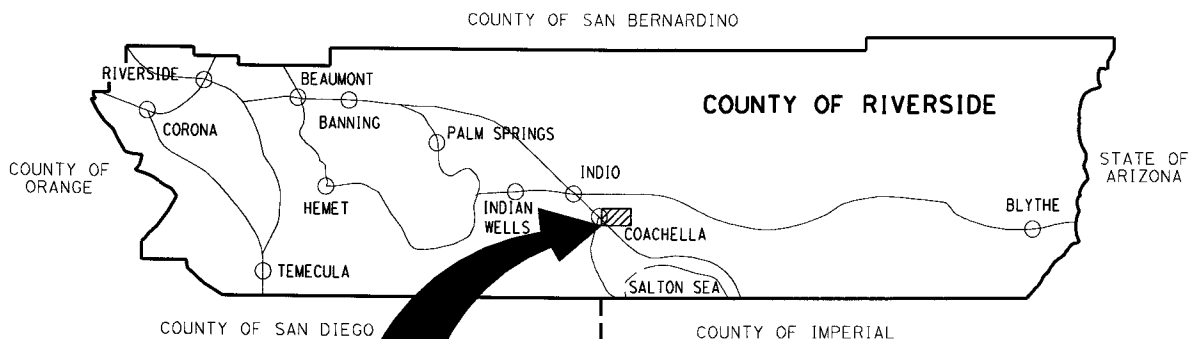 COUNTY OF SAN BERNARDINO
RIVERSIDE
BEAUMONT
COUNTY OF RIVERSIDE
CORONA
BANNING
PALM SPRINGS
COUNTY OF
ORANGE
STATE OF
ARIZONA
INDIO
HEMET
INDIAN
WELLS
BLYTHE
COACHELLA
TEMECULA
SALTON SEA
COUNTY OF SAN DIEGO
COUNTY OF IMPERIAL